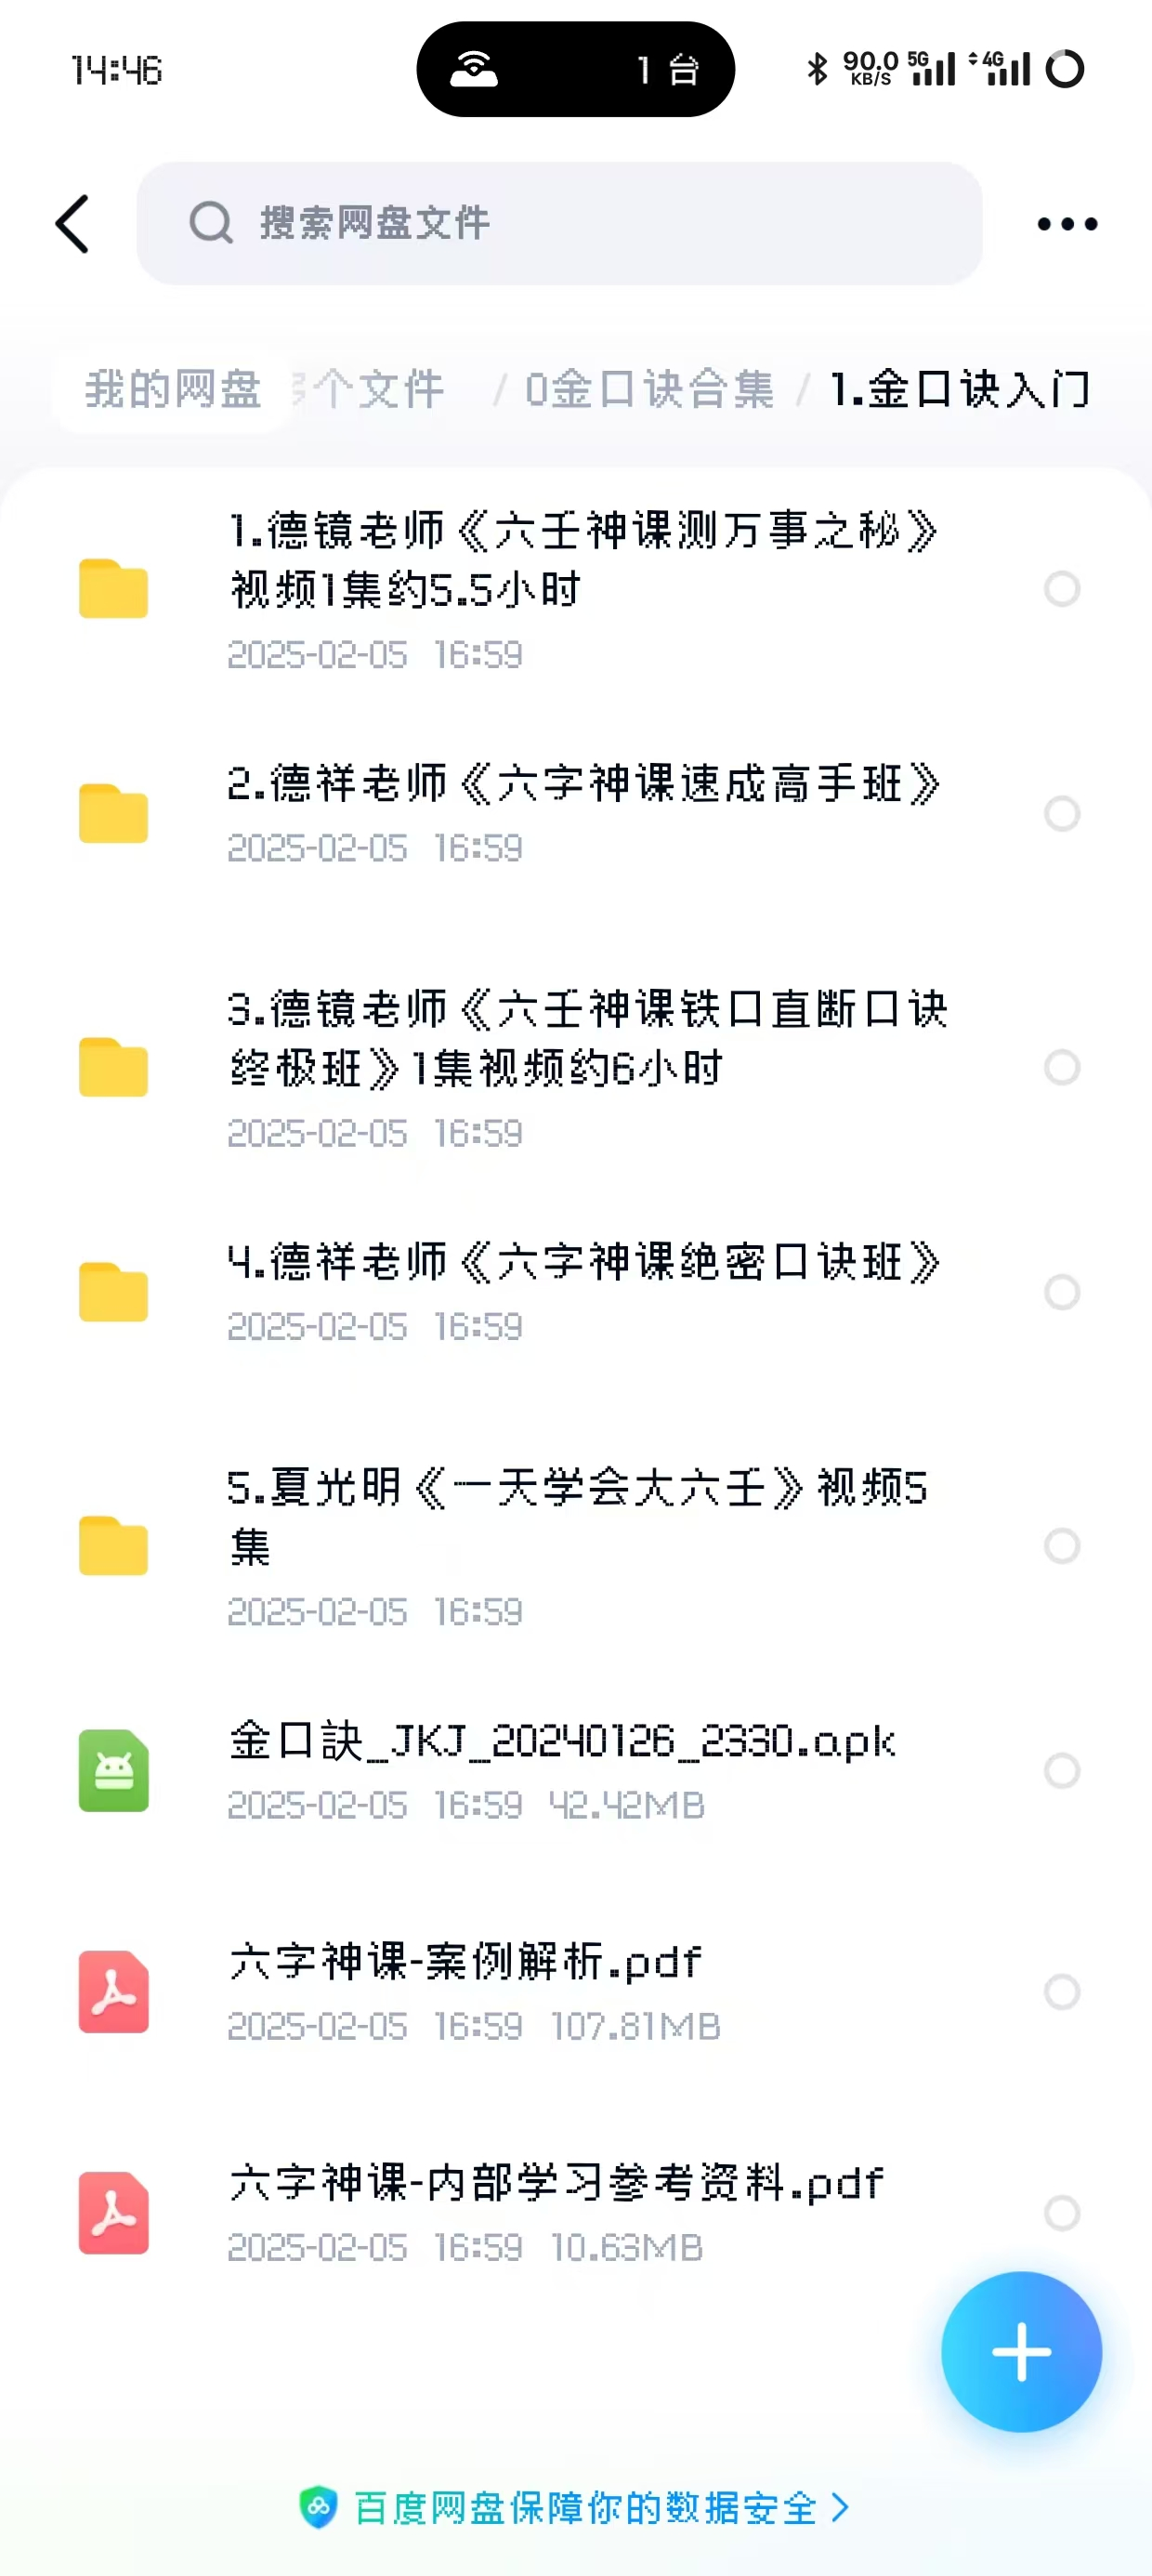 14:46
1 台
90.0 KB/S 5G 4G
搜索网盘文件
我的网盘 个文件 / 0金口诀合集 / 1.金口诀入门
1.德镜老师《六壬神课测万事之秘》
视频1集约5.5小时
2025-02-05 16:59
2.德祥老师《六字神课速成高手班》
2025-02-05 16:59
3.德镜老师《六壬神课铁口直断口诀
终极班》1集视频约6小时
2025-02-05 16:59
4.德祥老师《六字神课绝密口诀班》
2025-02-05 16:59
5.夏光明《一天学会大六壬》视频5
集
2025-02-05 16:59
金口訣_JKJ_20240126_2330.apk
2025-02-05 16:59 42.42MB
六字神课-案例解析.pdf
2025-02-05 16:59 107.81MB
六字神课-内部学习参考资料.pdf
2025-02-05 16:59 10.63MB
百度网盘保障你的数据安全